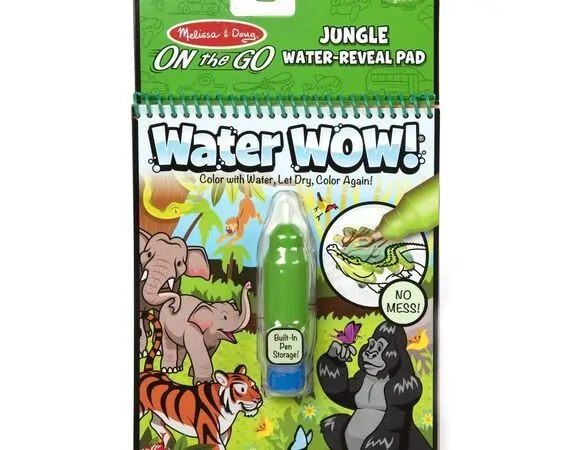 Melissa & Doug
ON the GO
JUNGLE
WATER-REVEAL PAD
Water WOW!®
Color with Water, Let Dry, Color Again!
NO
MESS!
Built-In
Pen
Storage!